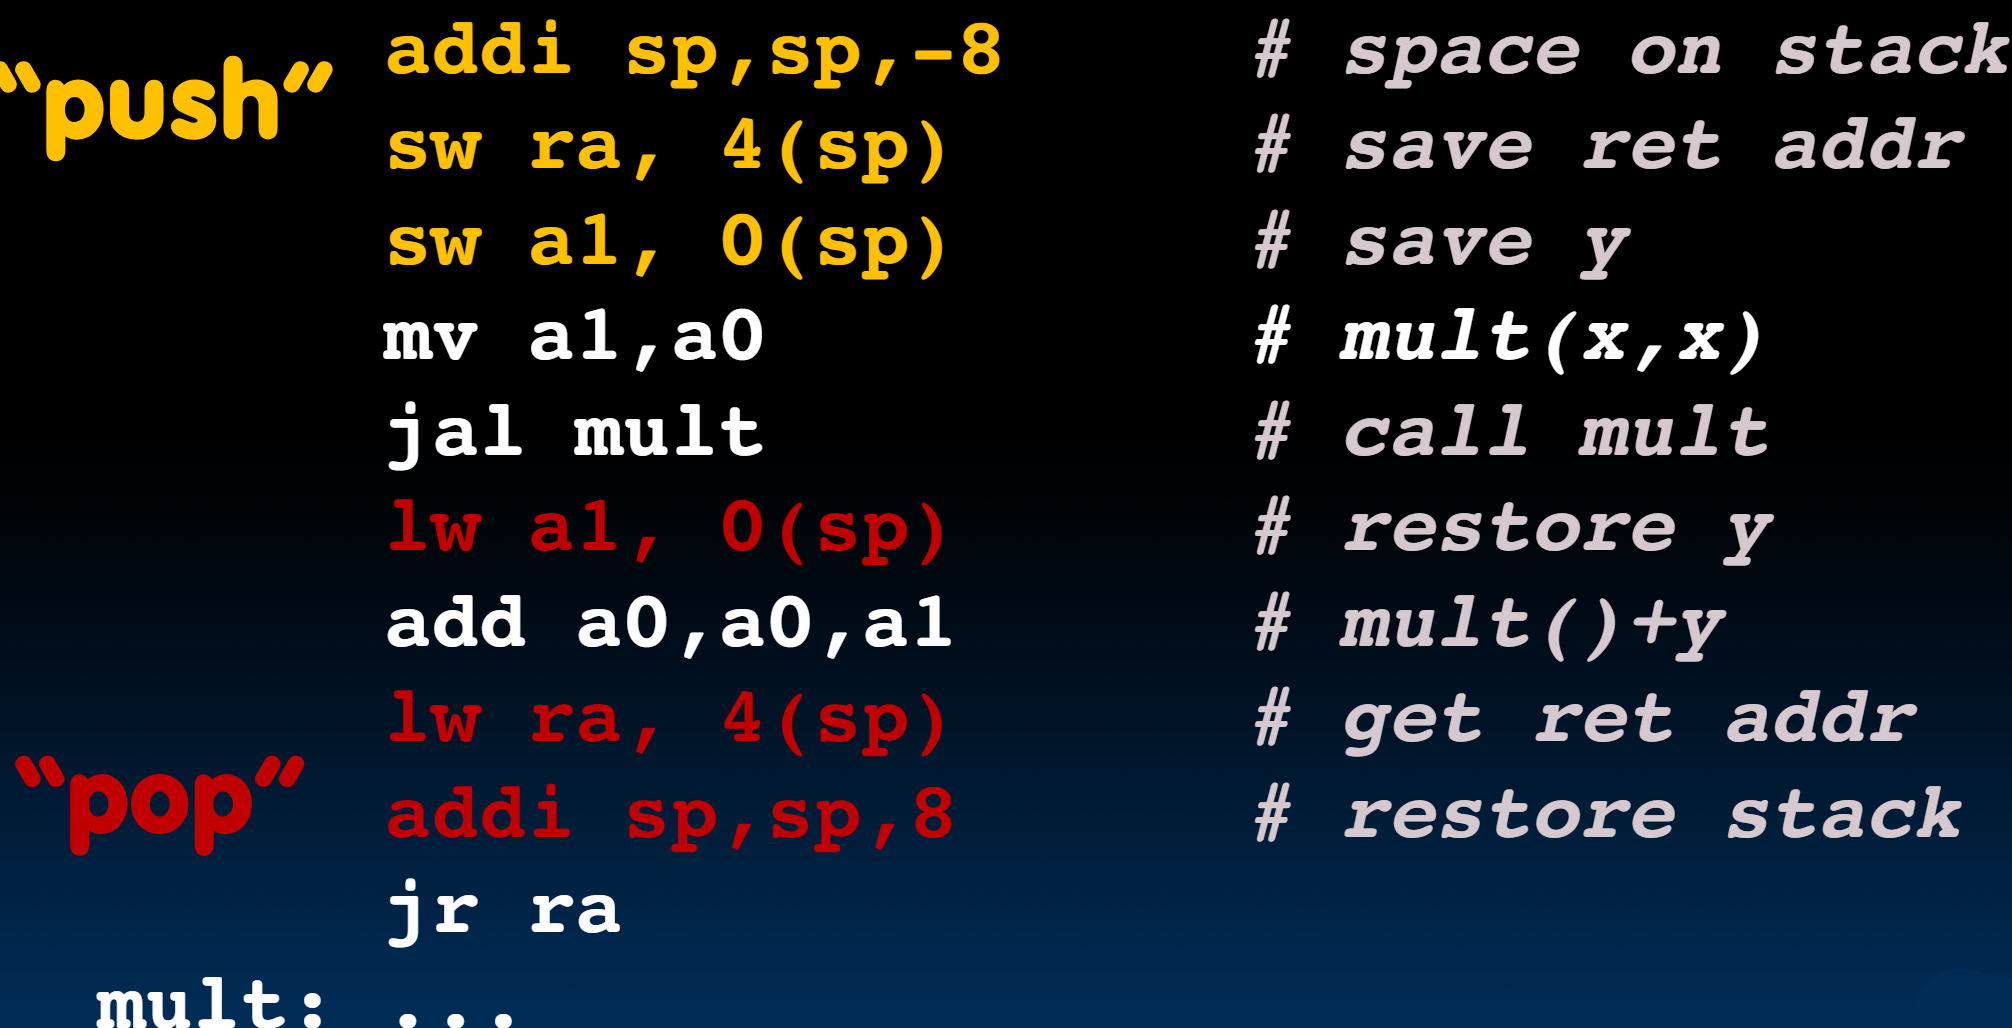 addi sp,sp,-8 # space on stack
“push”
sw ra, 4(sp) # save ret addr
sw a1, 0(sp) # save y
mv a1,a0 # mult(x,x)
jal mult # call mult
lw a1, 0(sp) # restore y
add a0,a0,a1 # mult()+y
lw ra, 4(sp) # get ret addr
“pop”
addi sp,sp,8 # restore stack
jr ra
mult: ...